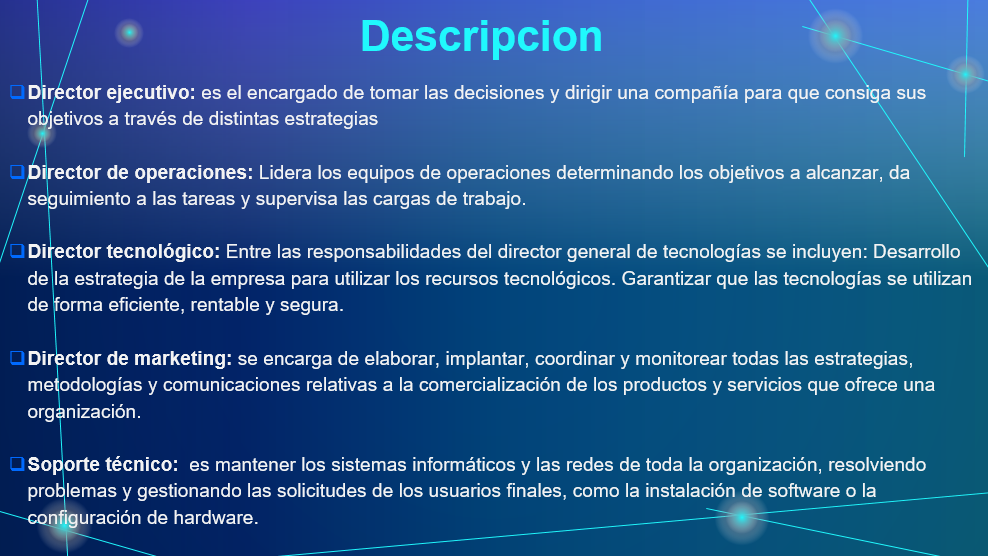 Descripcion
Director ejecutivo: es el encargado de tomar las decisiones y dirigir una compañía para que consiga sus
objetivos a través de distintas estrategias
Director de operaciones: Lidera los equipos de operaciones determinando los objetivos a alcanzar, da
seguimiento a las tareas y supervisa las cargas de trabajo.
Director tecnológico: Entre las responsabilidades del director general de tecnologías se incluyen: Desarrollo
de la estrategia de la empresa para utilizar los recursos tecnológicos. Garantizar que las tecnologías se utilizan
de forma eficiente, rentable y segura.
Director de marketing: se encarga de elaborar, implantar, coordinar y monitorear todas las estrategias,
metodologías y comunicaciones relativas a la comercialización de los productos y servicios que ofrece una
organización.
Soporte técnico: es mantener los sistemas informáticos y las redes de toda la organización, resolviendo
problemas y gestionando las solicitudes de los usuarios finales, como la instalación de software o la
configuración de hardware.